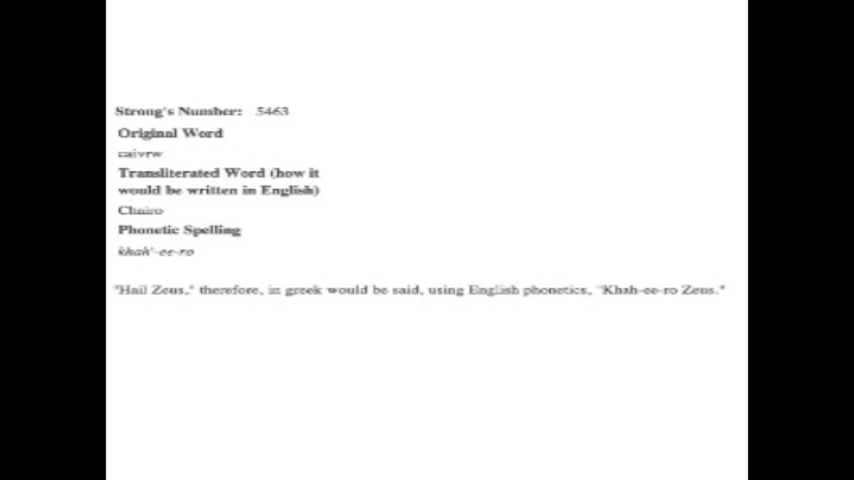 Strong's Number: 5463
Original Word
caivrw
Transliterated Word (how it
would be written in English)
Chairo
Phonetic Spelling
khah'-ee-ro
"Hail Zeus," therefore, in greek would be said, using English phonetics, "Khah-ee-ro Zeus."